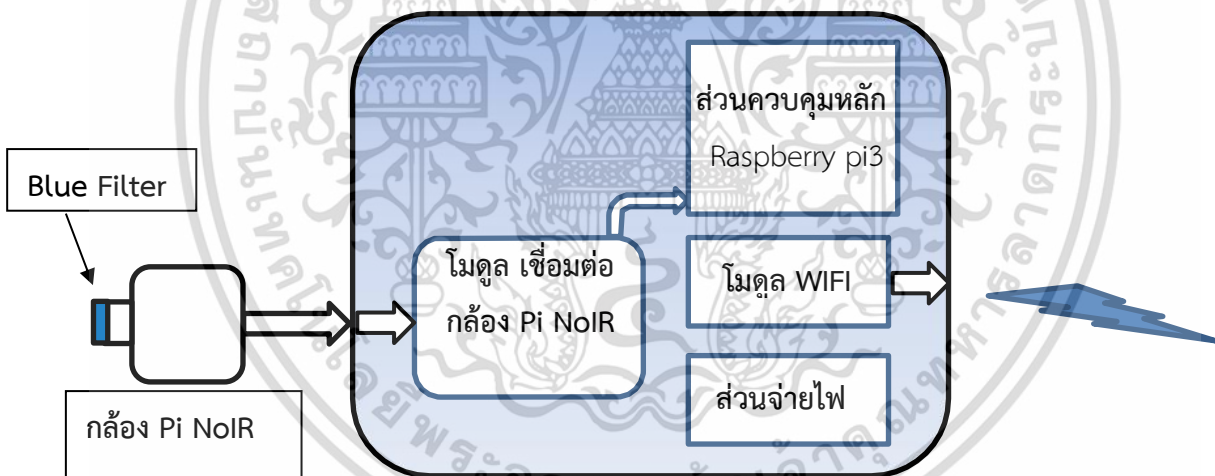 Blue Filter
กล้อง Pi NoIR
โมดูล เชื่อมต่อ
กล้อง Pi NoIR
ส่วนควบคุมหลัก
Raspberry pi3
โมดูล WIFI
ส่วนจ่ายไฟ